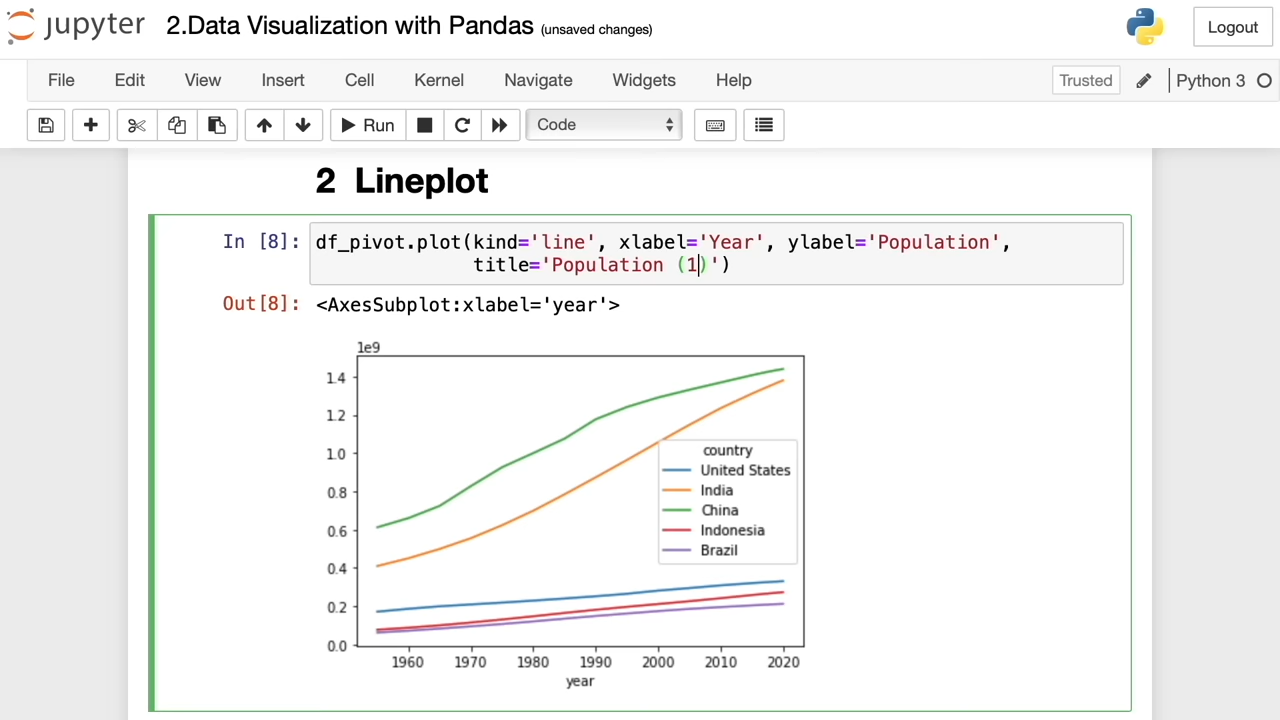 jupyter 2.Data Visualization with Pandas (unsaved changes) Logout
File Edit View Insert Cell Kernel Navigate Widgets Help Trusted Python 3
Run Code
2 Lineplot
In [8]: df_pivot.plot(kind='line', xlabel='Year', ylabel='Population',
title='Population (1)')
Out[8]: <AxesSubplot:xlabel='year'>
1e9
1.4
1.2
1.0
0.8
0.6
0.4
0.2
0.0
country
United States
India
China
Indonesia
Brazil
1960 1970 1980 1990 2000 2010 2020
year